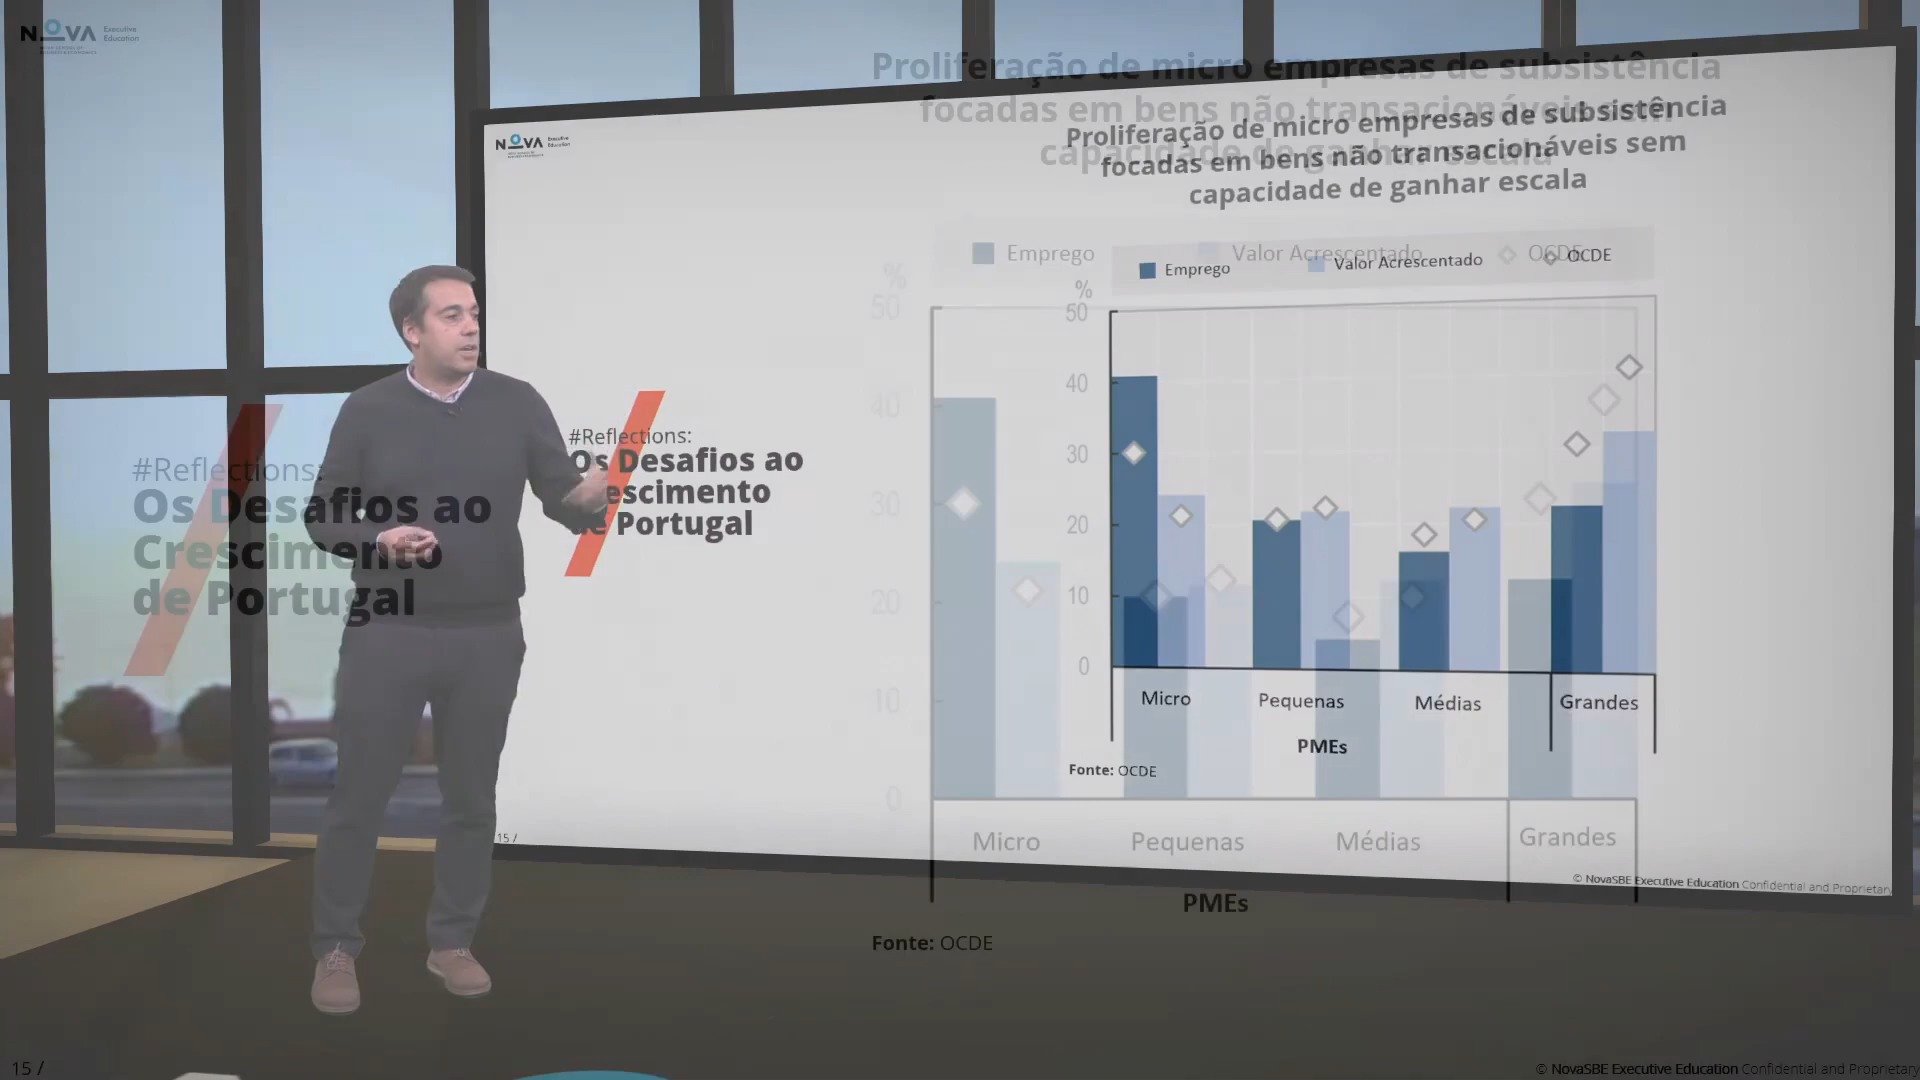 NOVA Executive
Education
Proliferação de micro empresas de subsistência
focadas em bens não transacionáveis sem
capacidade de ganhar escala
Emprego Valor Acrescentado OCDE
%
50
40
30
20
10
0
Micro Pequenas Médias Grandes
PMEs
Fonte: OCDE
#Reflections:
Os Desafios ao
Crescimento
de Portugal
15 /
© NovaSBE Executive Education Confidential and Proprietary
NOVA Executive
Education
Proliferação de micro empresas de subsistência
focadas em bens não transacionáveis sem
capacidade de ganhar escala
Emprego Valor Acrescentado OCDE
%
50
40
30
20
10
0
Micro Pequenas Médias Grandes
PMEs
Fonte: OCDE
#Reflections:
Os Desafios ao
escimento
de Portugal
15 /
© NovaSBE Executive Education Confidential and Proprietary